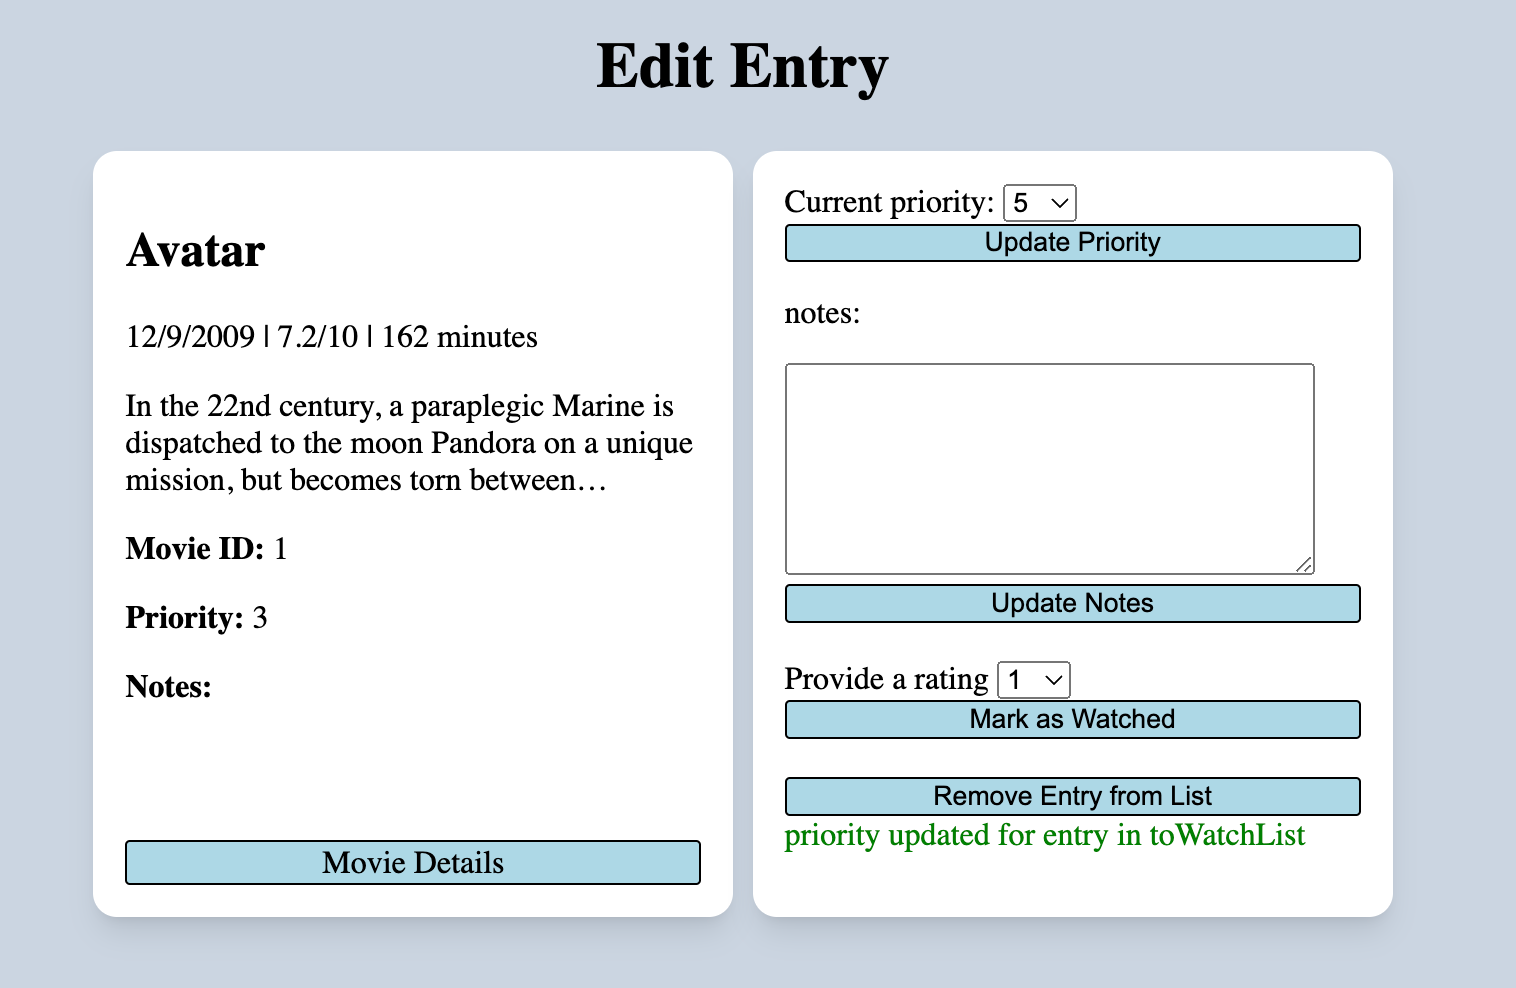 Edit Entry
Avatar
12/9/2009 | 7.2/10 | 162 minutes
In the 22nd century, a paraplegic Marine is
dispatched to the moon Pandora on a unique
mission, but becomes torn between…
Movie ID: 1
Priority: 3
Notes:
Movie Details
Current priority: 5
Update Priority
notes:
Update Notes
Provide a rating 1
Mark as Watched
Remove Entry from List
priority updated for entry in toWatchList